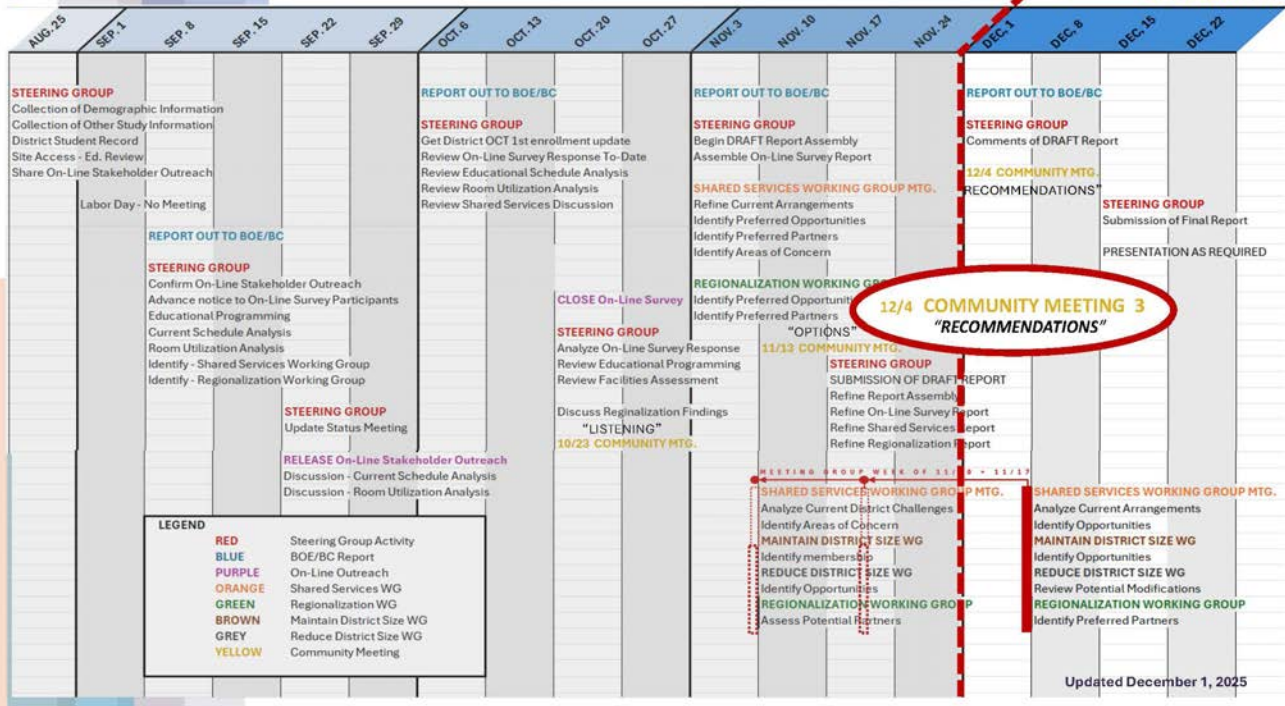 AUG. 25
SEP. 1
SEP. 8
SEP. 15
SEP. 22
SEP. 29
OCT. 6
OCT. 13
OCT. 20
OCT. 27
NOV. 3
NOV. 10
NOV. 17
NOV. 24
DEC, 1
DEC, 8
DEC, 15
DEC, 22
STEERING GROUP
Collection of Demographic Information
Collection of Other Study Information
District Student Record
Site Access - Ed. Review
Share On-Line Stakeholder Outreach
Labor Day - No Meeting
REPORT OUT TO BOE/BC
STEERING GROUP
Confirm On-Line Stakeholder Outreach
Advance notice to On-Line Survey Participants
Educational Programming
Current Schedule Analysis
Room Utilization Analysis
Identify - Shared Services Working Group
Identify - Regionalization Working Group
STEERING GROUP
Update Status Meeting
RELEASE On-Line Stakeholder Outreach
Discussion - Current Schedule Analysis
Discussion - Room Utilization Analysis
REPORT OUT TO BOE/BC
STEERING GROUP
Get District OCT 1st enrollment update
Review On-Line Survey Response To-Date
Review Educational Schedule Analysis
Review Room Utilization Analysis
Review Shared Services Discussion
CLOSE On-Line Survey
STEERING GROUP
Analyze On-Line Survey Response
Review Educational Programming
Review Facilities Assessment
Discuss Reginalization Findings
"LISTENING"
10/23 COMMUNITY MTG.
REPORT OUT TO BOE/BC
STEERING GROUP
Begin DRAFT Report Assembly
Assemble On-Line Survey Report
SHARED SERVICES WORKING GROUP MTG.
Refine Current Arrangements
Identify Preferred Opportunities
Identify Preferred Partners
Identify Areas of Concern
REGIONALIZATION WORKING
Identify Preferred
Identify Preferred Partners
"OPTIONS"
11/13 COMMUNITY MTG.
STEERING GROUP
SUBMISSION OF DRAFT REPORT
Refine Report Assembly
Refine On-Line Survey Report
Refine Shared Services Report
Refine Regionalization Report
MEETING GROUP WEEK OF + 11/17
SHARED SERVICES WORKING GROUP MTG.
Analyze Current District Challenges
Identify Areas of Concern
MAINTAIN DISTRICT SIZE WG
Identify membership
REDUCE DISTRICT SIZE WG
Identify Opportunities
REGIONALIZATION WORKING GROUP
Assess Potential Partners
REPORT OUT TO BOE/BC
STEERING GROUP
Comments of DRAFT Report
12/4 COMMUNITY MTG.
RECOMMENDATIONS"
STEERING GROUP
Submission of Final Report
PRESENTATION AS REQUIRED
12/4 COMMUNITY MEETING 3
"RECOMMENDATIONS"
SHARED SERVICES WORKING GROUP MTG.
Analyze Current Arrangements
Identify Opportunities
MAINTAIN DISTRICT SIZE WG
Identify Opportunities
REDUCE DISTRICT SIZE WG
Review Potential Modifications
REGIONALIZATION WORKING GROUP
Identify Preferred Partners
LEGEND
RED Steering Group Activity
BLUE BOE/BC Report
PURPLE On-Line Outreach
ORANGE Shared Services WG
GREEN Regionalization WG
BROWN Maintain District Size WG
GREY Reduce District Size WG
YELLOW Community Meeting
Updated December 1, 2025